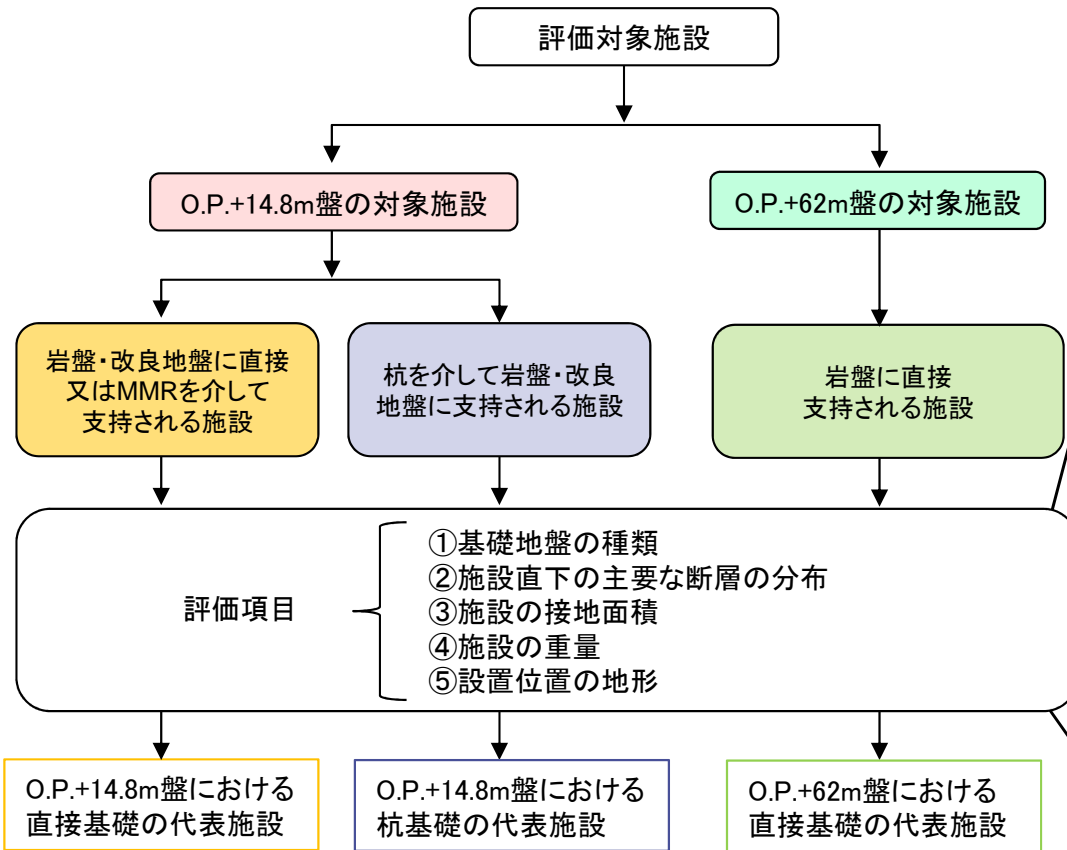 評価対象施設
O.P.+14.8m盤の対象施設
O.P.+62m盤の対象施設
岩盤・改良地盤に直接
又はMMRを介して
支持される施設
杭を介して岩盤・改良
地盤に支持される施設
岩盤に直接
支持される施設
評価項目
①基礎地盤の種類
②施設直下の主要な断層の分布
③施設の接地面積
④施設の重量
⑤設置位置の地形
O.P.+14.8m盤における
直接基礎の代表施設
O.P.+14.8m盤における
杭基礎の代表施設
O.P.+62m盤における
直接基礎の代表施設